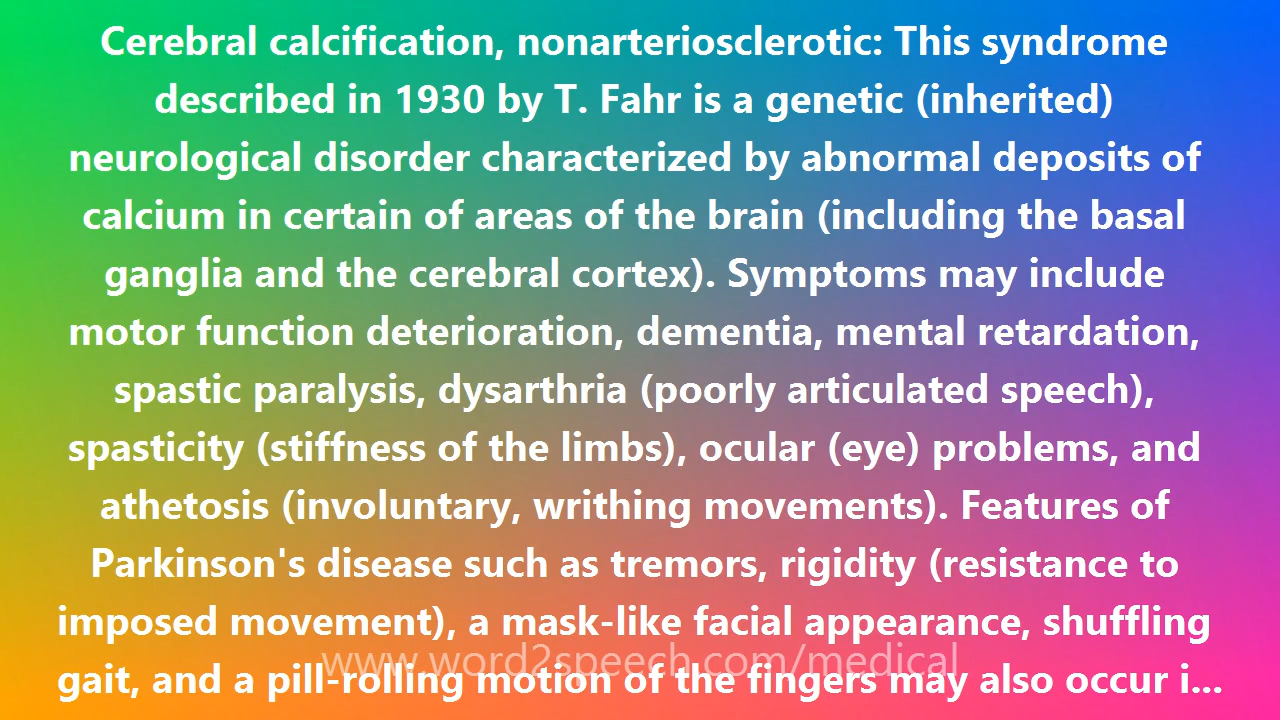 Cerebral calcification, nonarteriosclerotic: This syndrome
described in 1930 by T. Fahr is a genetic (inherited)
neurological disorder characterized by abnormal deposits of
calcium in certain of areas of the brain (including the basal
ganglia and the cerebral cortex). Symptoms may include
motor function deterioration, dementia, mental retardation,
spastic paralysis, dysarthria (poorly articulated speech),
spasticity (stiffness of the limbs), ocular (eye) problems, and
athetosis (involuntary, writhing movements). Features of
Parkinson's disease such as tremors, rigidity (resistance to
imposed movement), a mask-like facial appearance, shuffling
www.word2speech.com/medical
gait, and a pill-rolling motion of the fingers may also occur i...